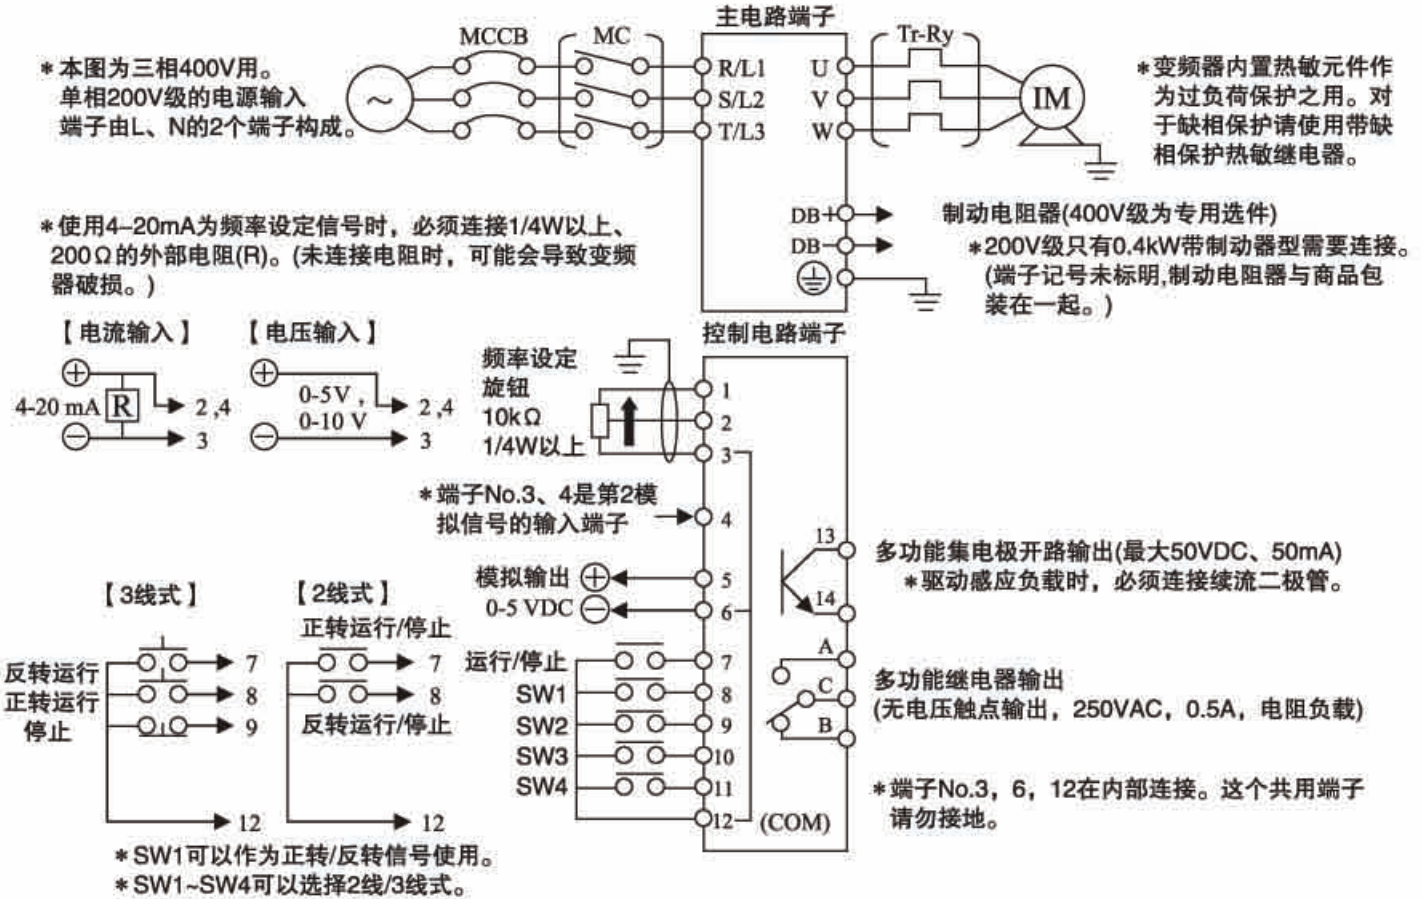 主电路端子
MCCB
MC
Tr-Ry
*本图为三相400V用。
单相200V级的电源输入
端子由L、N的2个端子构成。
~
R/L1
S/L2
T/L3
U
V
W
IM
*变频器内置热敏元件作
为过负荷保护之用。对
于缺相保护请使用带缺
相保护热敏继电器。
DB+
DB-
制动电阻器(400V级为专用选件)
*200V级只有0.4kW带制动器型需要连接。
(端子记号未标明,制动电阻器与商品包
装在一起。)
*使用4–20mA为频率设定信号时，必须连接1/4W以上、
200Ω的外部电阻(R)。(未连接电阻时，可能会导致变频
器破损。)
【电流输入】
+
4-20 mA
R
−
2 ,4
3
【电压输入】
+
0-5V ,
0-10 V
−
2 ,4
3
控制电路端子
频率设定
旋钮
10kΩ
1/4W以上
1
2
3
*端子No.3、4是第2模
拟信号的输入端子
4
模拟输出 +
0-5 VDC −
5
6
13
14
多功能集电极开路输出(最大50VDC、50mA)
*驱动感应负载时，必须连接续流二极管。
A
C
B
多功能继电器输出
(无电压触点输出，250VAC，0.5A，电阻负载)
*端子No.3，6，12在内部连接。这个共用端子
请勿接地。
【3线式】
反转运行
正转运行
停止
7
8
9
12
【2线式】
正转运行/停止
7
8
反转运行/停止
12
运行/停止
SW1
SW2
SW3
SW4
7
8
9
10
11
12
(COM)
*SW1可以作为正转/反转信号使用。
*SW1~SW4可以选择2线/3线式。